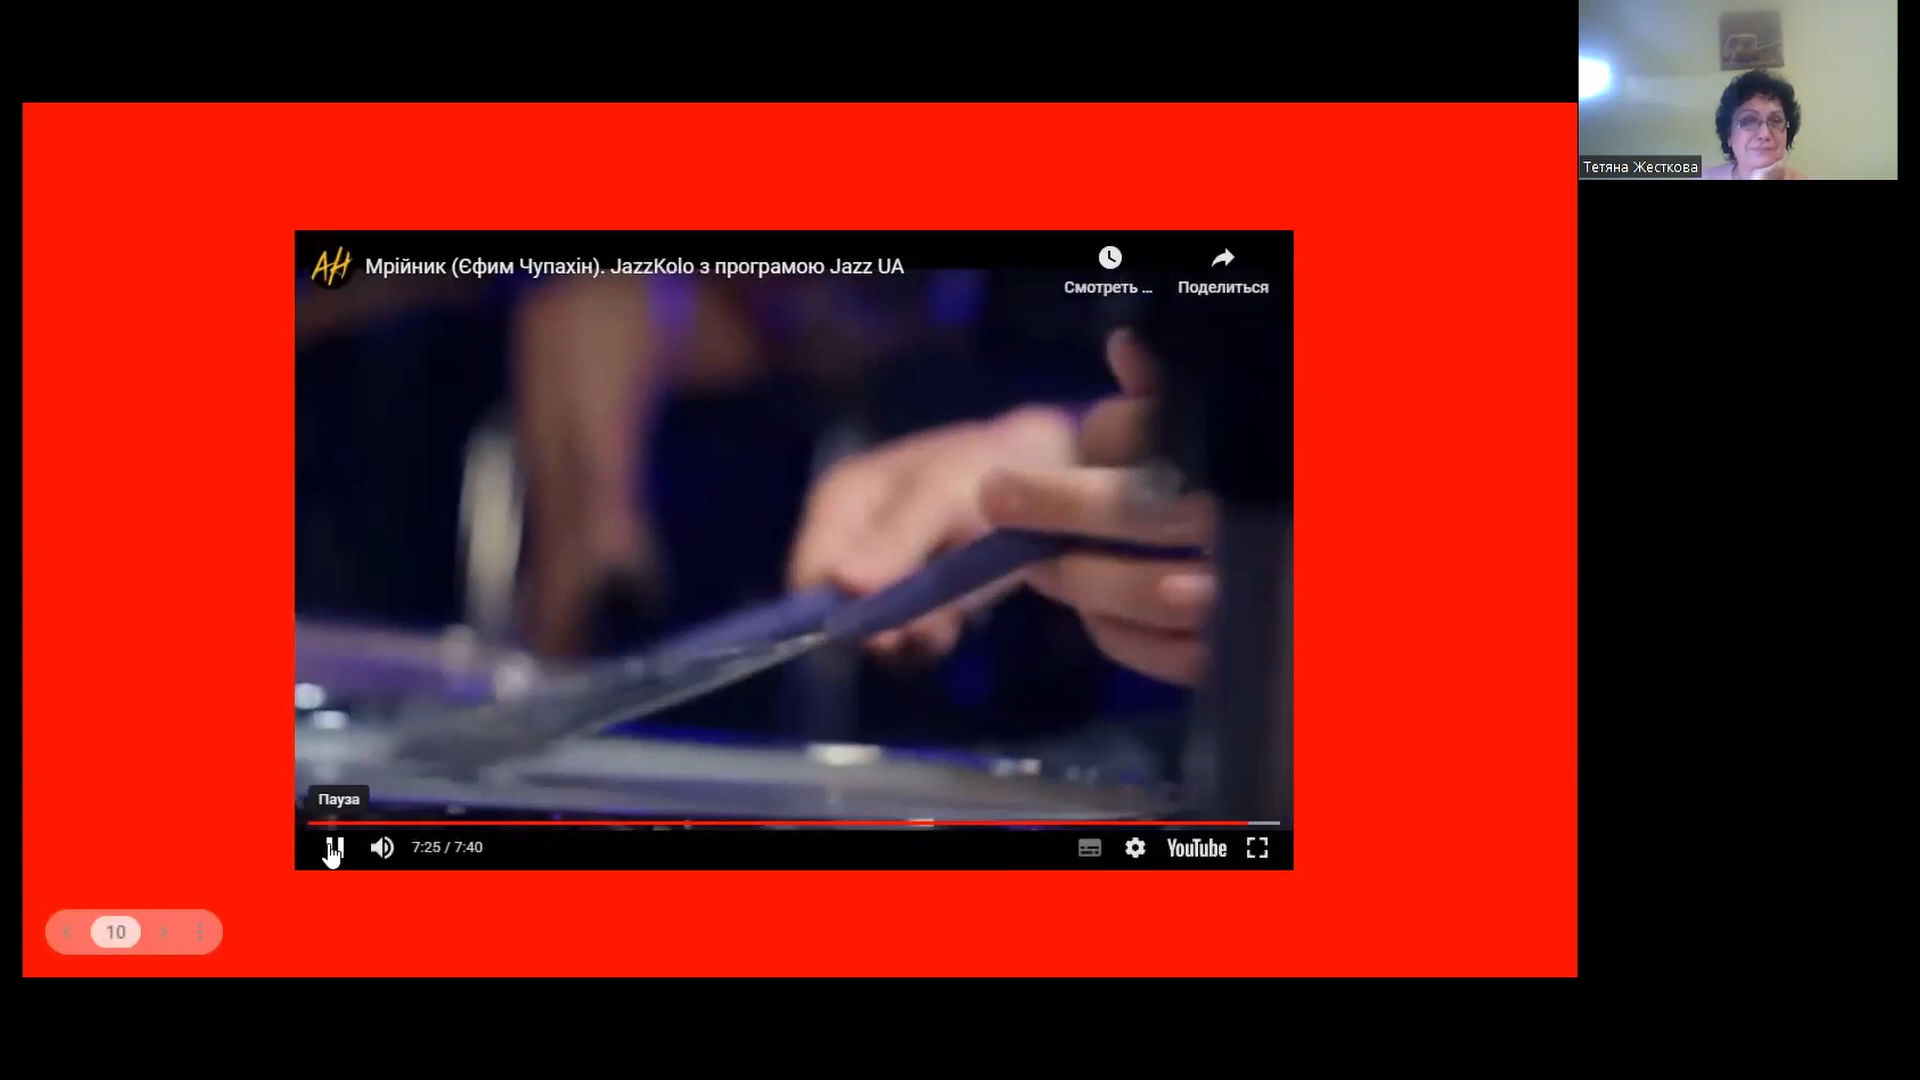 Тетяна Жесткова
АН Мрійник (Єфим Чупахін). JazzKolo з програмою Jazz UA
Смотреть ...
Поделиться
Пауза
7:25 / 7:40
YouTube
10